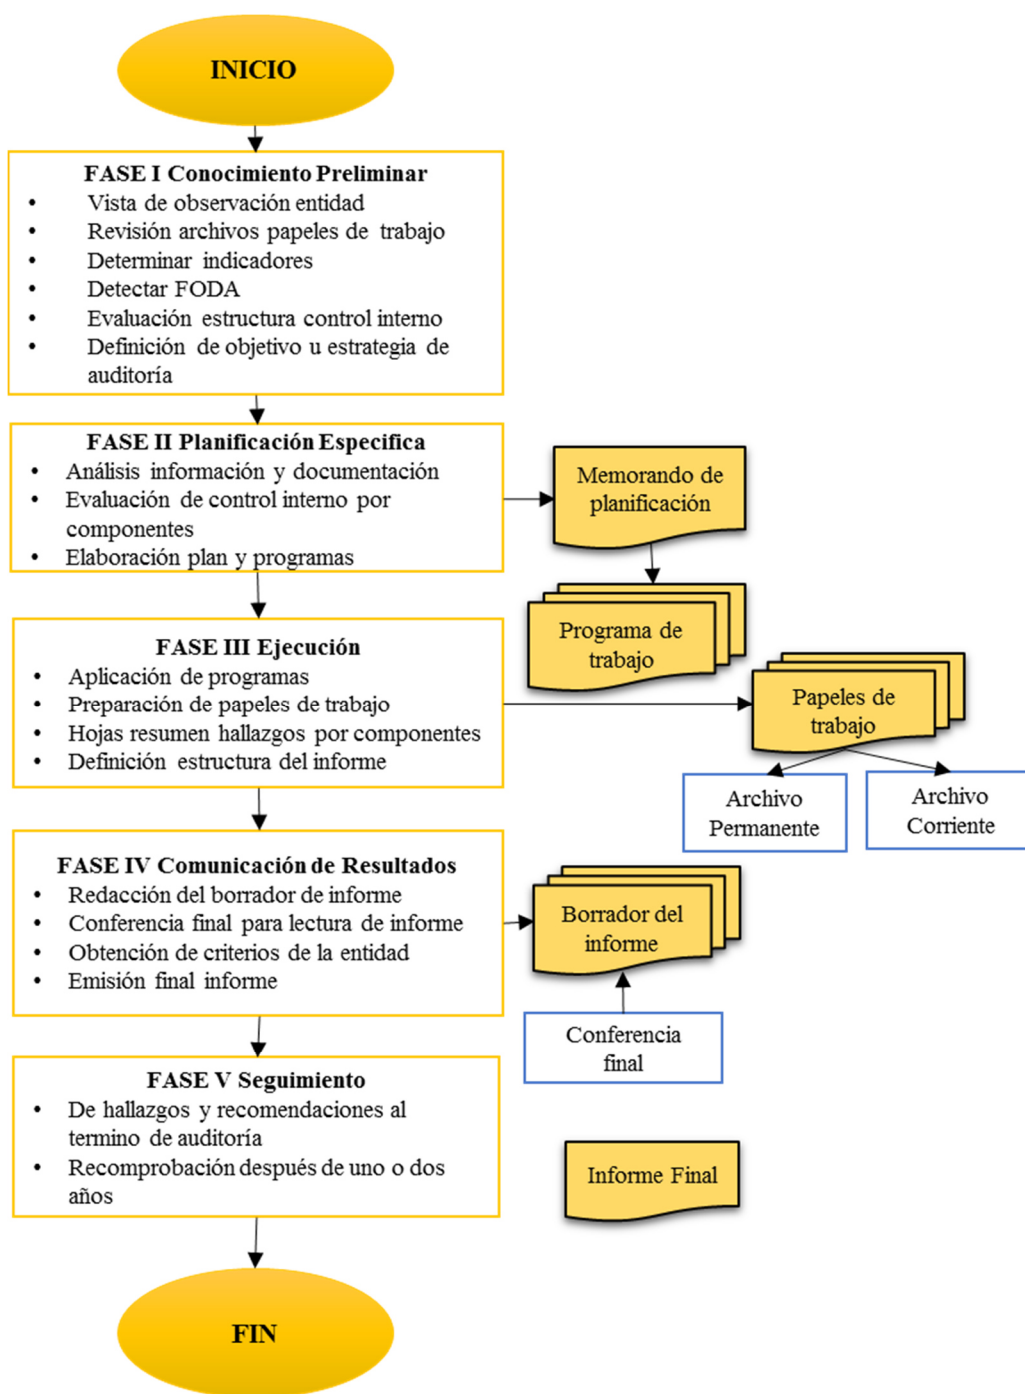 INICIO
FASE I Conocimiento Preliminar
• Vista de observación entidad
• Revisión archivos papeles de trabajo
• Determinar indicadores
• Detectar FODA
• Evaluación estructura control interno
• Definición de objetivo u estrategia de
auditoría
FASE II Planificación Especifica
• Análisis información y documentación
• Evaluación de control interno por
componentes
• Elaboración plan y programas
Memorando de
planificación
Programa de
trabajo
FASE III Ejecución
• Aplicación de programas
• Preparación de papeles de trabajo
• Hojas resumen hallazgos por componentes
• Definición estructura del informe
Papeles de
trabajo
Archivo
Permanente
Archivo
Corriente
FASE IV Comunicación de Resultados
• Redacción del borrador de informe
• Conferencia final para lectura de informe
• Obtención de criterios de la entidad
• Emisión final informe
Borrador del
informe
Conferencia
final
FASE V Seguimiento
• De hallazgos y recomendaciones al
termino de auditoría
• Recomprobación después de uno o dos
años
Informe Final
FIN